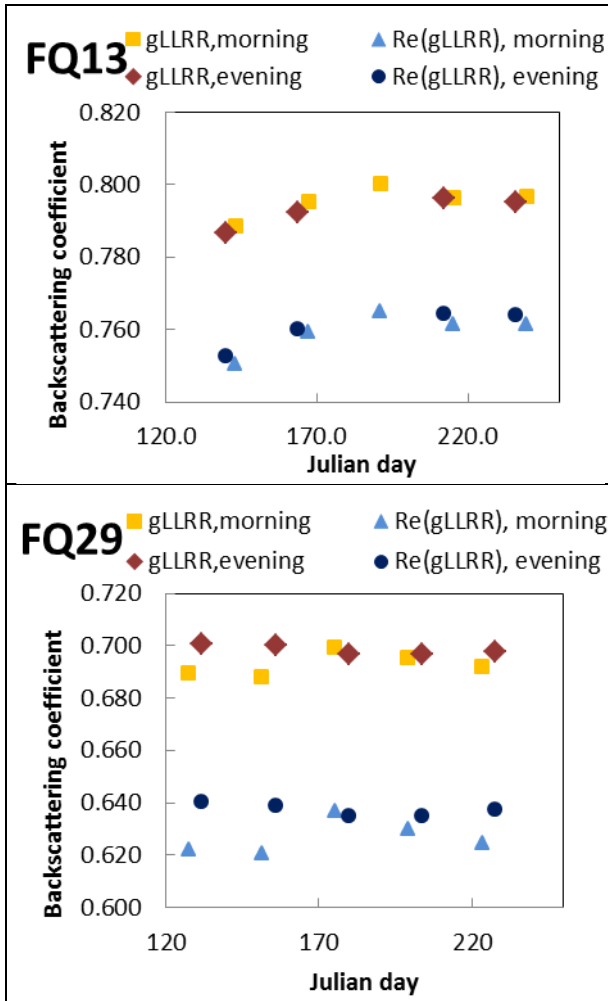 FQ13
gLLRR,morning Re(gLLRR), morning
gLLRR,evening Re(gLLRR), evening
Backscattering coefficient
0.820
0.800
0.780
0.760
0.740
120.0 170.0 220.0
Julian day
FQ29
gLLRR,morning Re(gLLRR), morning
gLLRR,evening Re(gLLRR), evening
Backscattering coefficient
0.720
0.700
0.680
0.660
0.640
0.620
0.600
120 170 220
Julian day